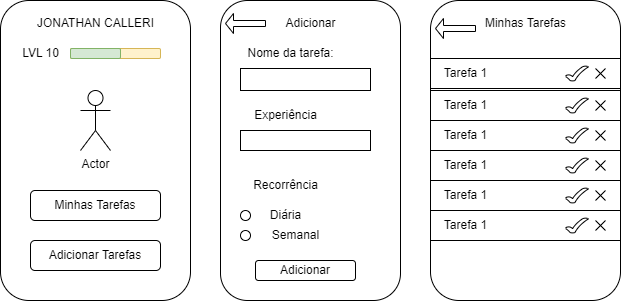 JONATHAN CALLERI
LVL 10
Actor
Minhas Tarefas
Adicionar Tarefas
Adicionar
Nome da tarefa:
Experiência
Recorrência
Diária
Semanal
Adicionar
Minhas Tarefas
Tarefa 1
Tarefa 1
Tarefa 1
Tarefa 1
Tarefa 1
Tarefa 1